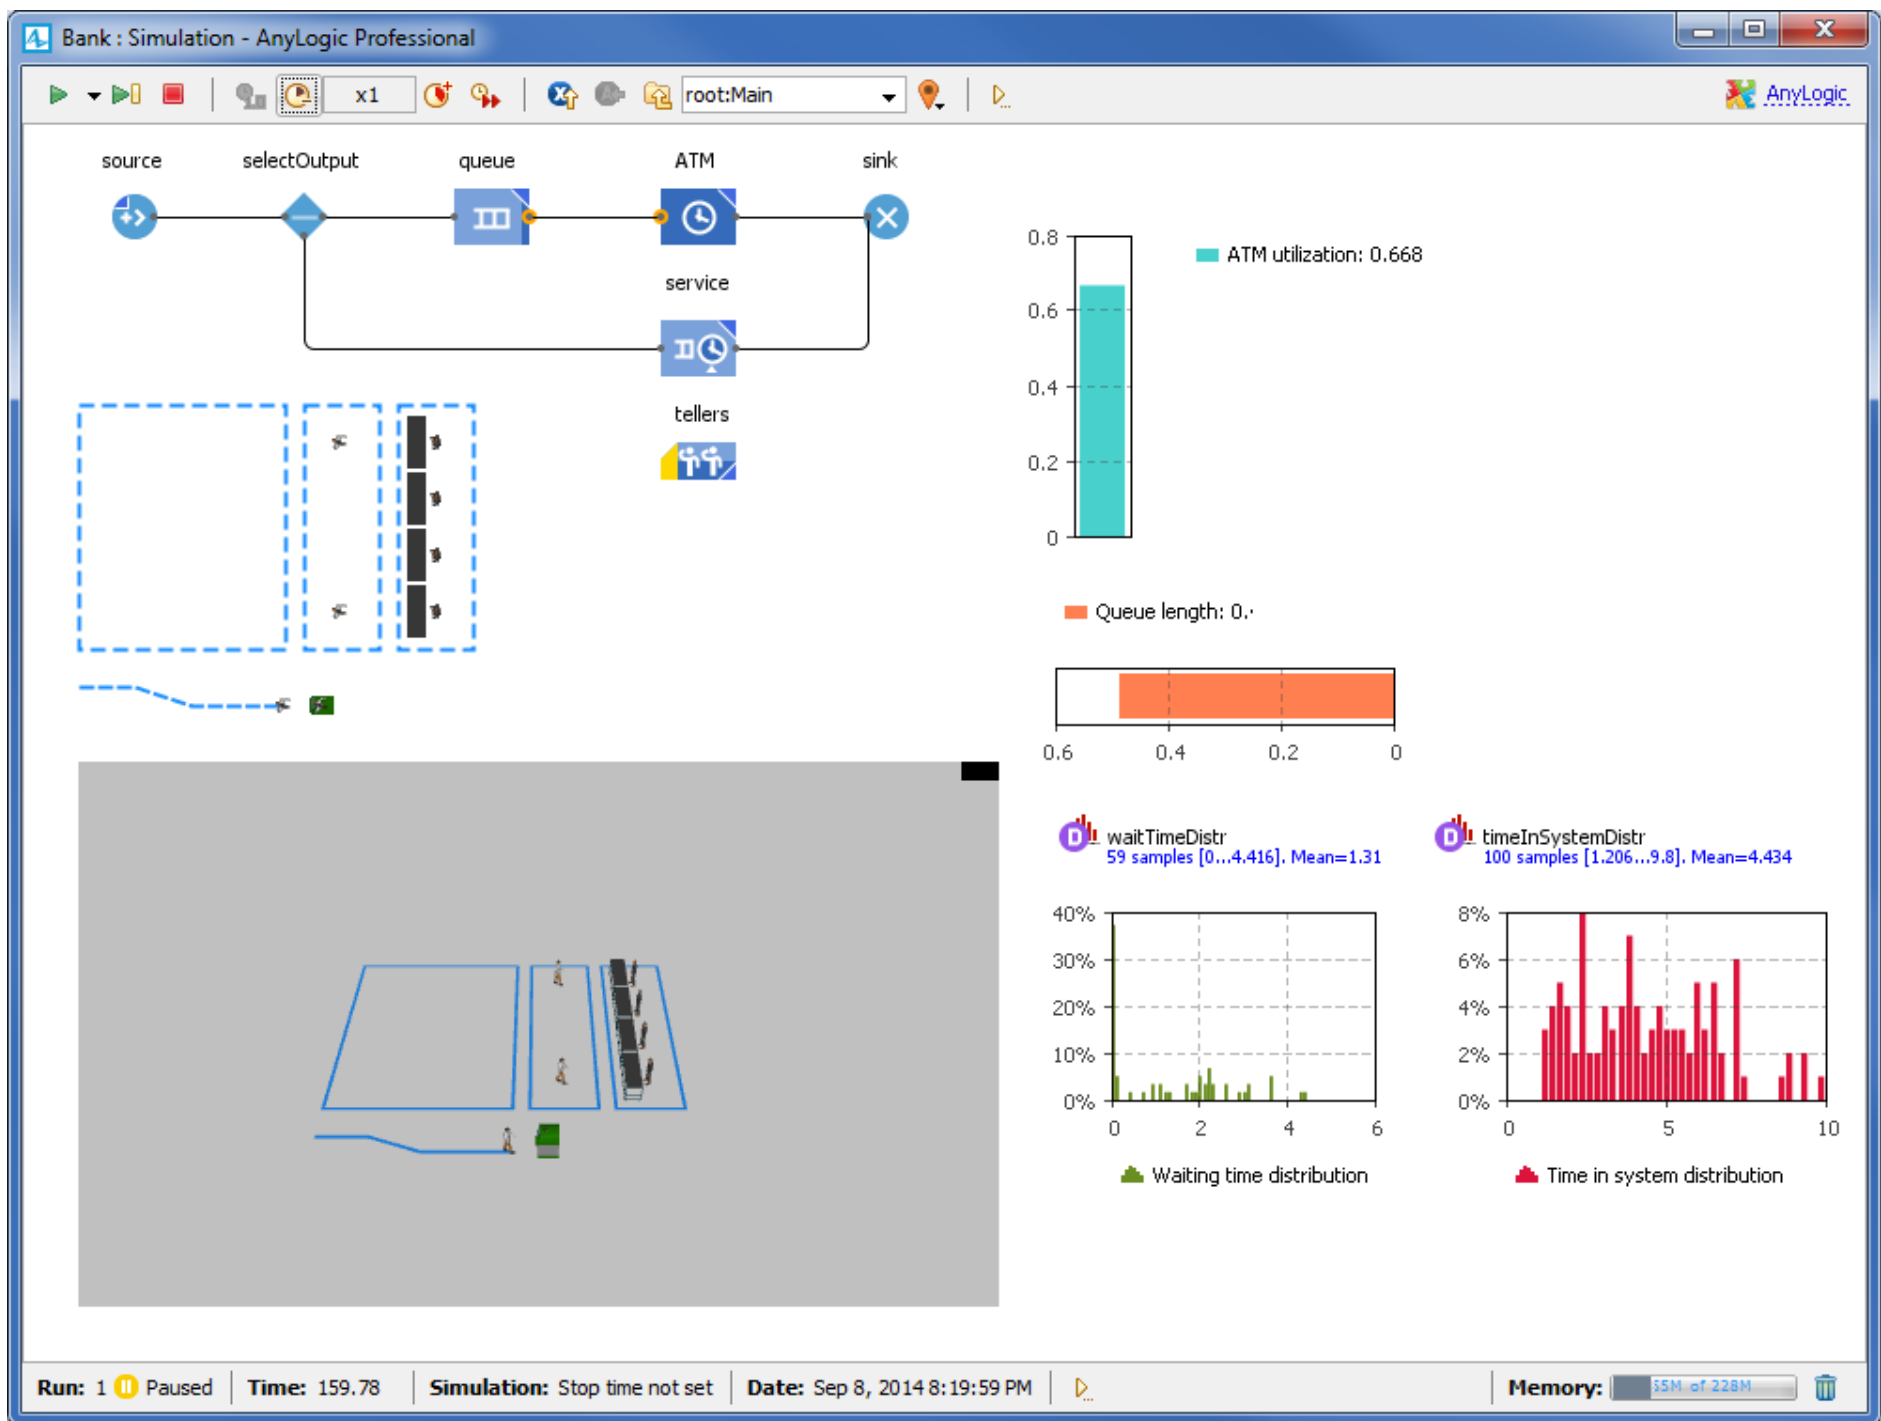 Bank : Simulation - AnyLogic Professional
x1
root:Main
AnyLogic
source
selectOutput
queue
ATM
sink
service
tellers
0.8
0.6
0.4
0.2
0
ATM utilization: 0.668
Queue length: 0.
0.6
0.4
0.2
0
waitTimeDistr
59 samples [0...4.416]. Mean=1.31
40%
30%
20%
10%
0%
0
2
4
6
Waiting time distribution
timeInSystemDistr
100 samples [1.206...9.8]. Mean=4.434
8%
6%
4%
2%
0%
0
5
10
Time in system distribution
Run: 1 Paused
Time: 159.78
Simulation: Stop time not set
Date: Sep 8, 2014 8:19:59 PM
Memory: 55M of 228M